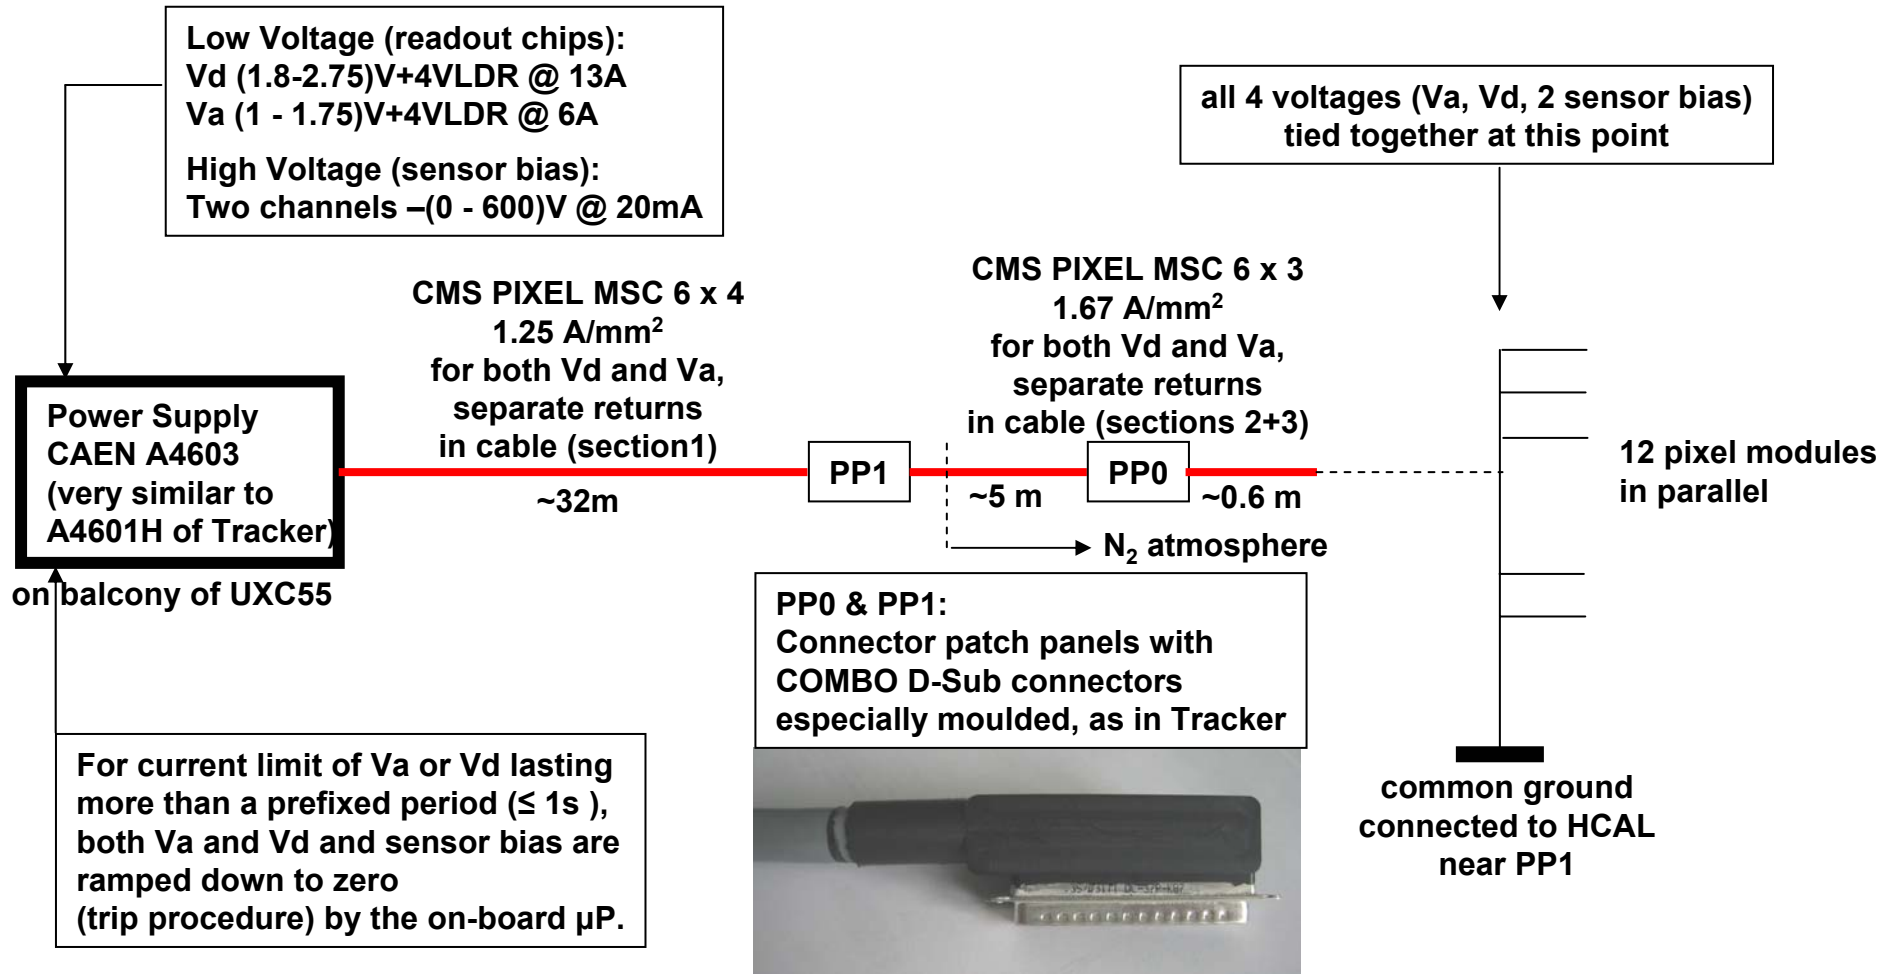 Low Voltage (readout chips):
Vd (1.8-2.75)V+4VLDR @ 13A
Va (1 - 1.75)V+4VLDR @ 6A
High Voltage (sensor bias):
Two channels –(0 - 600)V @ 20mA
all 4 voltages (Va, Vd, 2 sensor bias)
tied together at this point
CMS PIXEL MSC 6 x 4
1.25 A/mm²
for both Vd and Va,
separate returns
in cable (section1)
CMS PIXEL MSC 6 x 3
1.67 A/mm²
for both Vd and Va,
separate returns
in cable (sections 2+3)
Power Supply
CAEN A4603
(very similar to
A4601H of Tracker)
on balcony of UXC55
~32m
PP1
~5 m
PP0
~0.6 m
N₂ atmosphere
12 pixel modules
in parallel
PP0 & PP1:
Connector patch panels with
COMBO D-Sub connectors
especially moulded, as in Tracker
For current limit of Va or Vd lasting
more than a prefixed period (≤ 1s ),
both Va and Vd and sensor bias are
ramped down to zero
(trip procedure) by the on-board µP.
common ground
connected to HCAL
near PP1